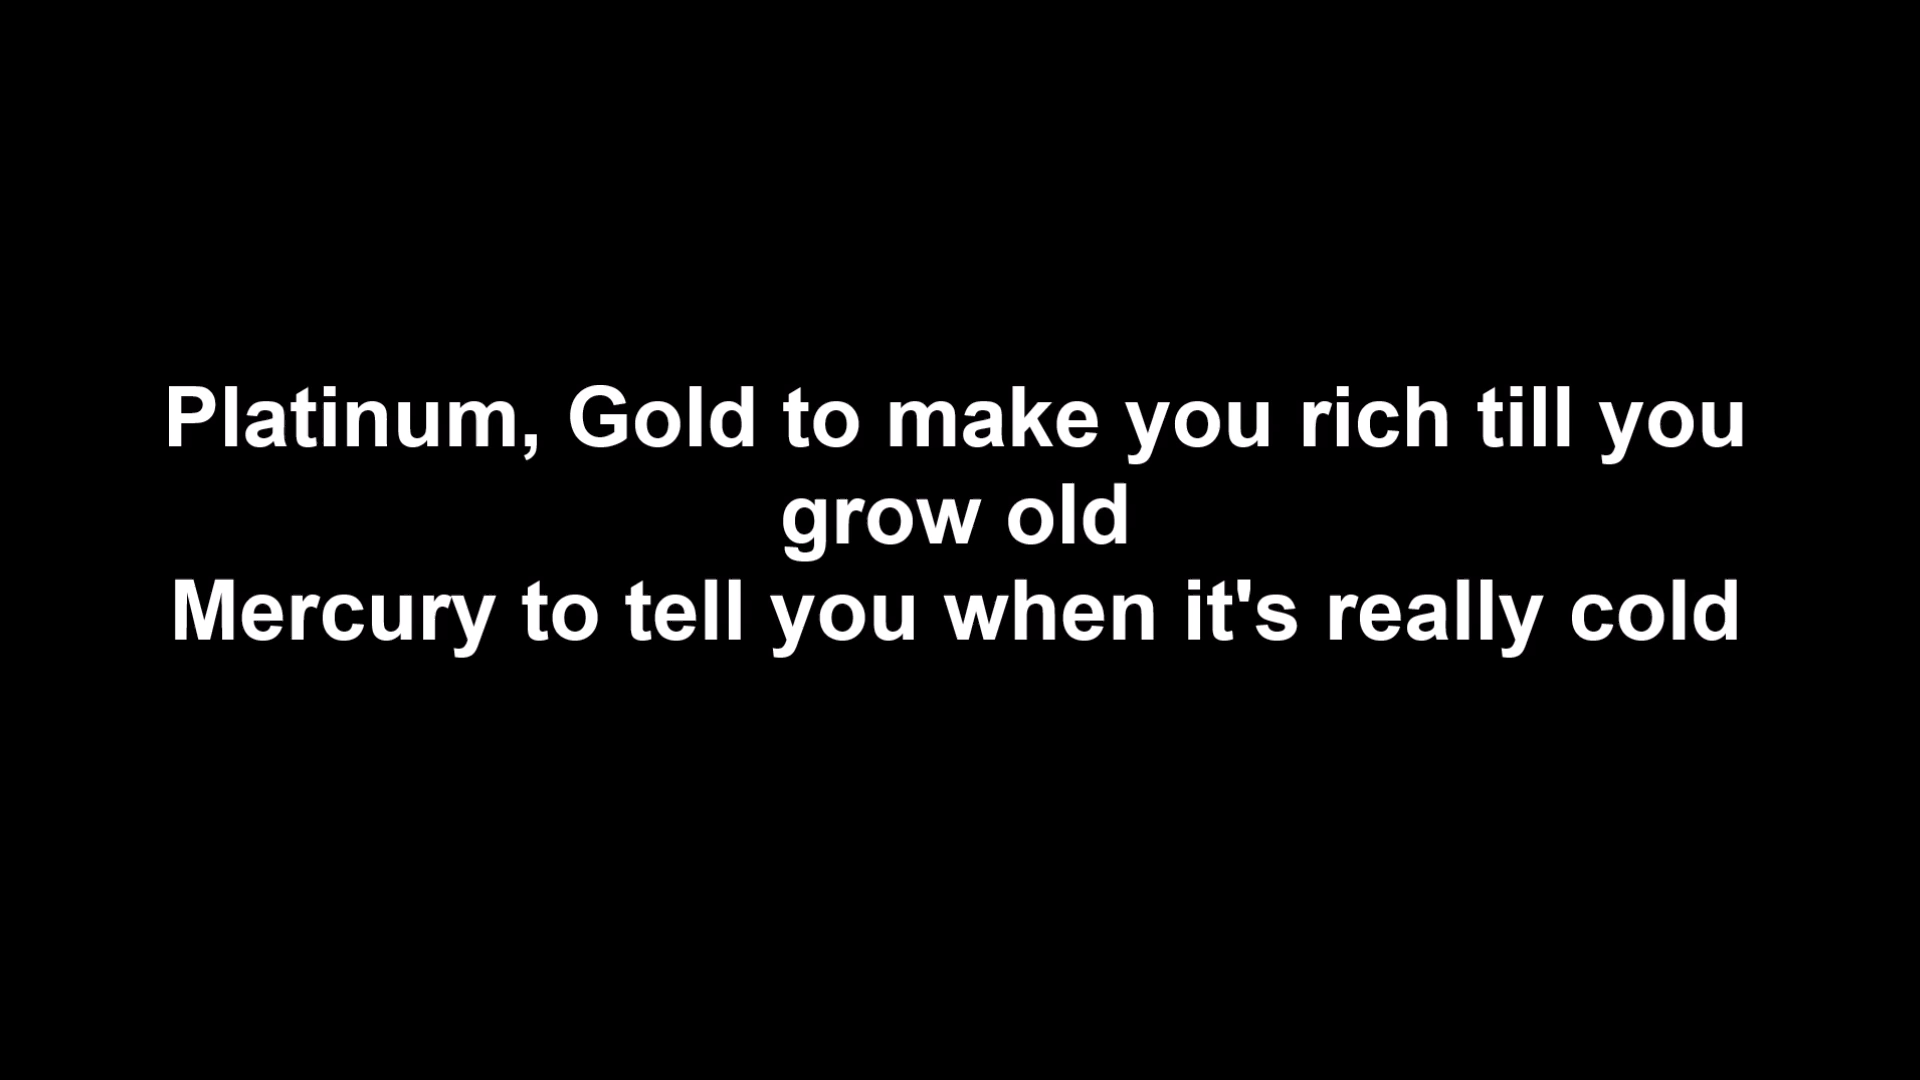 Platinum, Gold to make you rich till you
grow old
Mercury to tell you when it's really cold